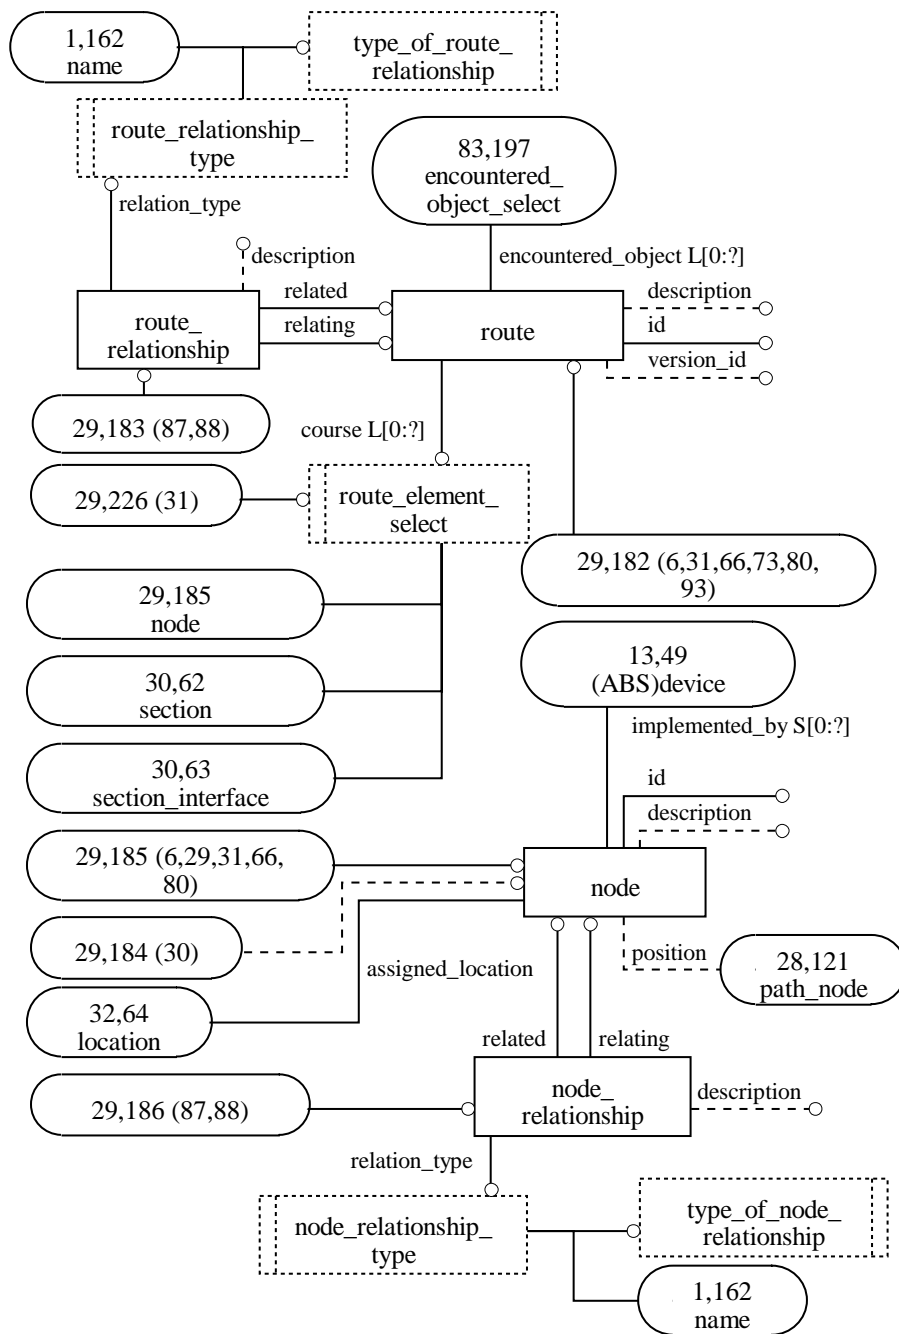 1,162
name
type_of_route_
relationship
route_relationship_
type
83,197
encountered_
object_select
relation_type
description
encountered_object L[0:?]
related
description
relating
id
route_
relationship
route
version_id
29,183 (87,88)
course L[0:?]
29,226 (31)
route_element_
select
29,182 (6,31,66,73,80,
93)
29,185
node
13,49
(ABS)device
30,62
section
implemented_by S[0:?]
30,63
section_interface
id
description
29,185 (6,29,31,66,
80)
node
29,184 (30)
assigned_location
position
28,121
path_node
32,64
location
related
relating
29,186 (87,88)
node_
relationship
description
relation_type
node_relationship_
type
type_of_node_
relationship
1,162
name